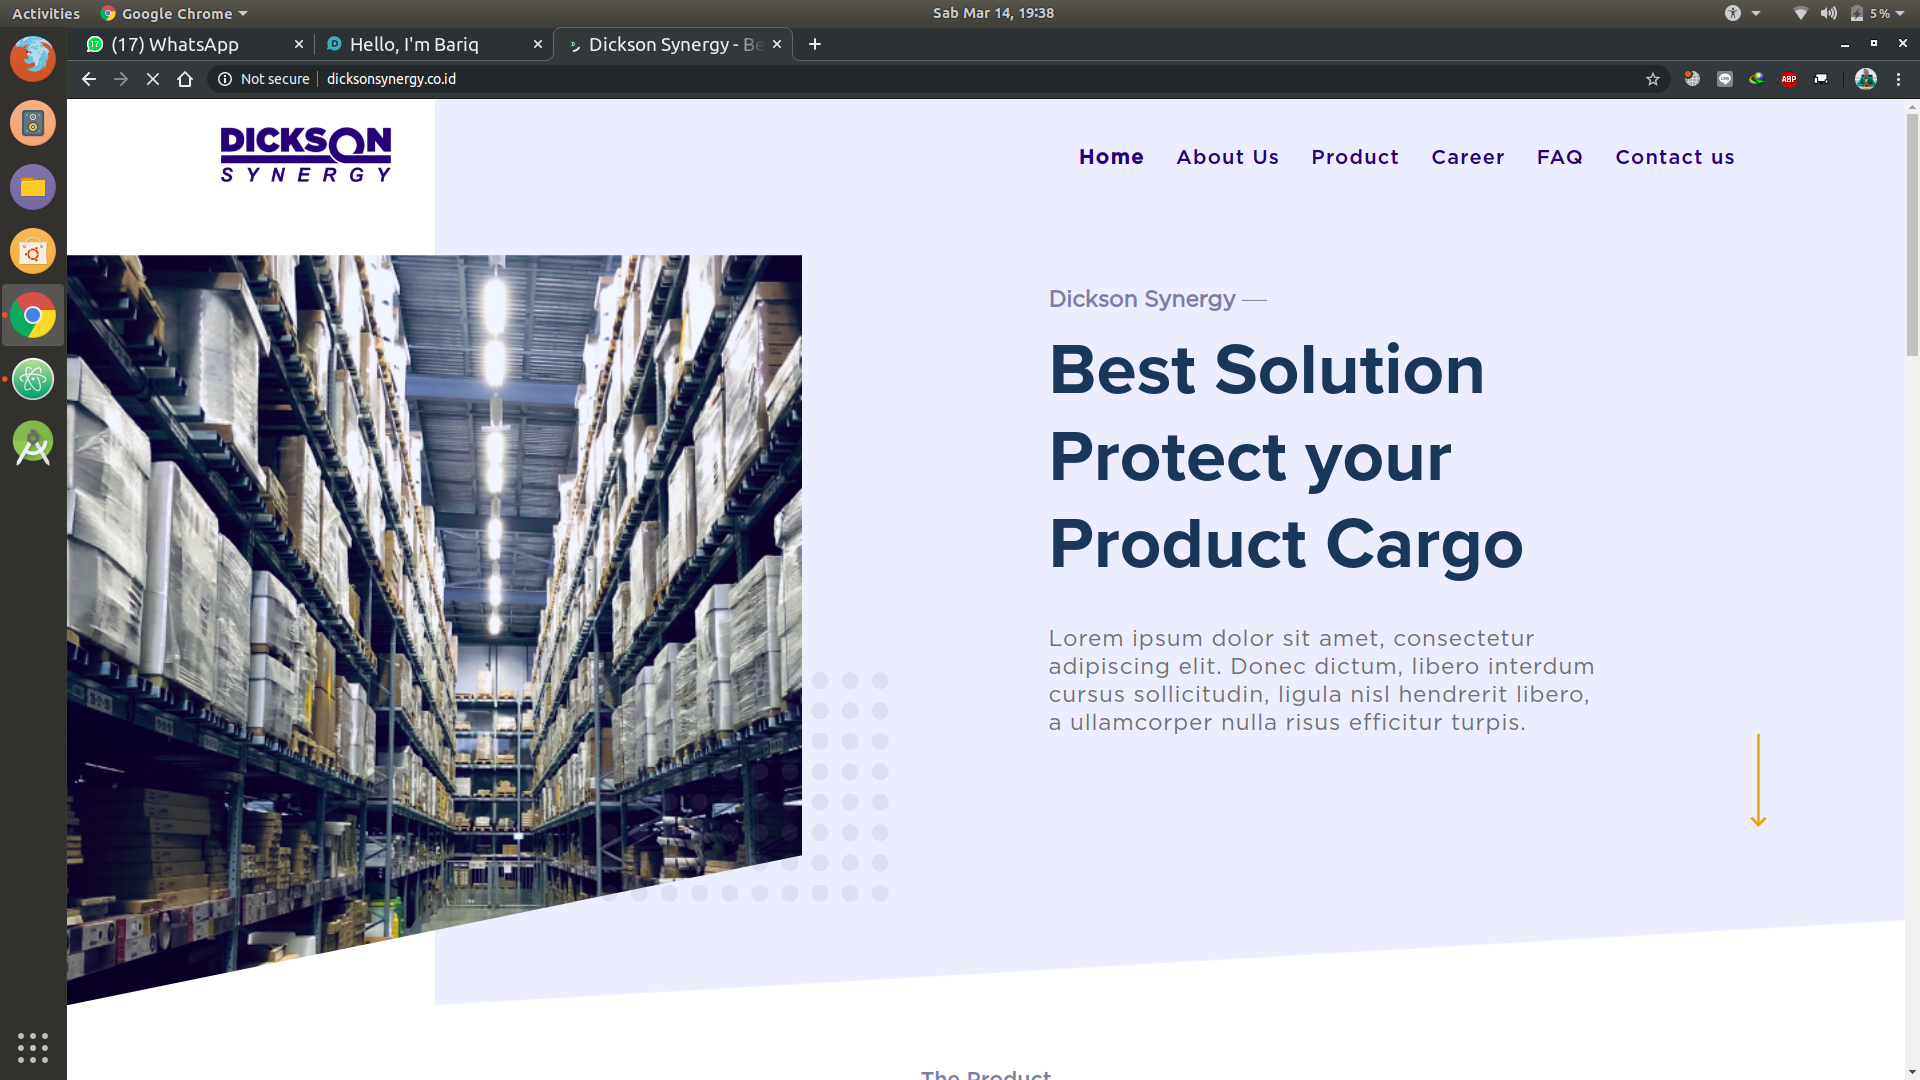 Activities
Google Chrome
Sab Mar 14, 19:38
5 %
(17) WhatsApp
Hello, I'm Bariq
Dickson Synergy - Be
Not secure
dicksonsynergy.co.id
ABP
DICKSON
SYNERGY
Home
About Us
Product
Career
FAQ
Contact us
Dickson Synergy —
Best Solution
Protect your
Product Cargo
Lorem ipsum dolor sit amet, consectetur
adipiscing elit. Donec dictum, libero interdum
cursus sollicitudin, ligula nisl hendrerit libero,
a ullamcorper nulla risus efficitur turpis.
The Product